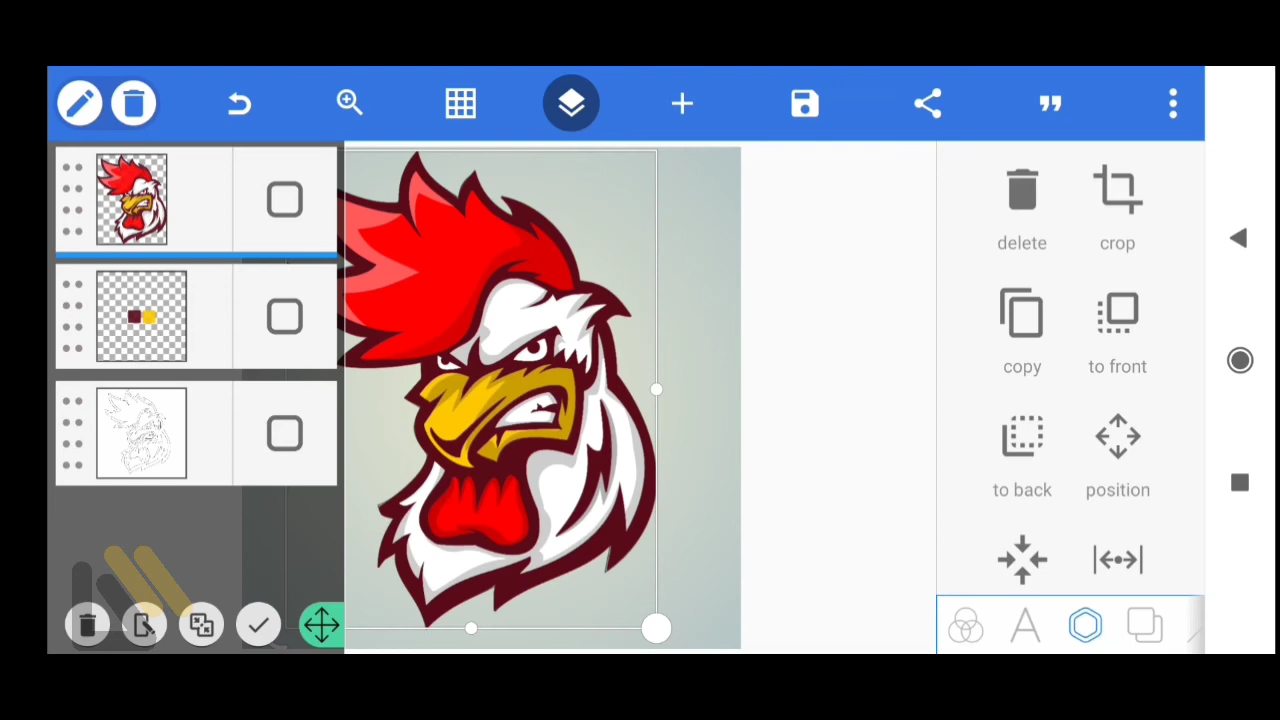 delete
crop
copy
to front
to back
position